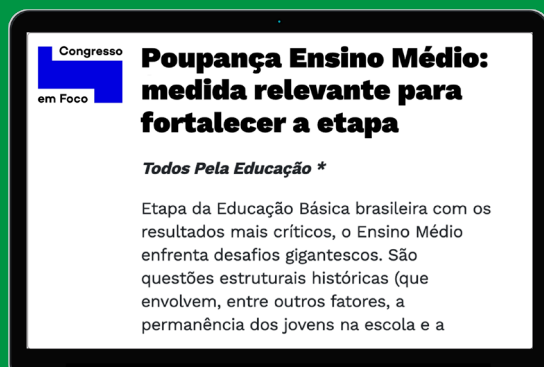 Congresso
em Foco
Poupança Ensino Médio:
medida relevante para
fortalecer a etapa
Todos Pela Educação *
Etapa da Educação Básica brasileira com os
resultados mais críticos, o Ensino Médio
enfrenta desafios gigantescos. São
questões estruturais históricas (que
envolvem, entre outros fatores, a
permanência dos jovens na escola e a